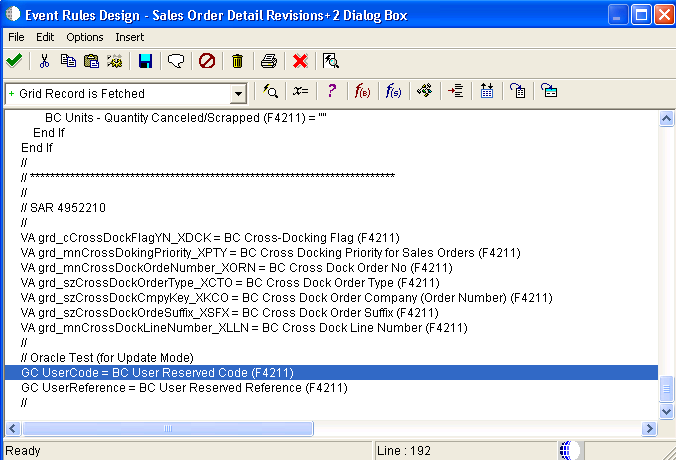 Event Rules Design - Sales Order Detail Revisions+2 Dialog Box
File Edit Options Insert
+ Grid Record is Fetched x= ? f(B) f(S)
BC Units - Quantity Canceled/Scrapped (F4211) = ""
End If
End If
//
// *************************************************************************
//
// SAR 4952210
//
VA grd_cCrossDockFlagYN_XDCK = BC Cross-Docking Flag (F4211)
VA grd_mnCrossDokingPriority_XPTY = BC Cross Docking Priority for Sales Orders (F4211)
VA grd_mnCrossDockOrdeNumber_XORN = BC Cross Dock Order No (F4211)
VA grd_szCrossDockOrderType_XCTO = BC Cross Dock Order Type (F4211)
VA grd_szCrossDockCmpyKey_XKCO = BC Cross Dock Order Company (Order Number) (F4211)
VA grd_szCrossDockOrdeSuffix_XSFX = BC Cross Dock Order Suffix (F4211)
VA grd_mnCrossDockLineNumber_XLLN = BC Cross Dock Line Number (F4211)
//
// Oracle Test (for Update Mode)
GC UserCode = BC User Reserved Code (F4211)
GC UserReference = BC User Reserved Reference (F4211)
//
Ready Line : 192